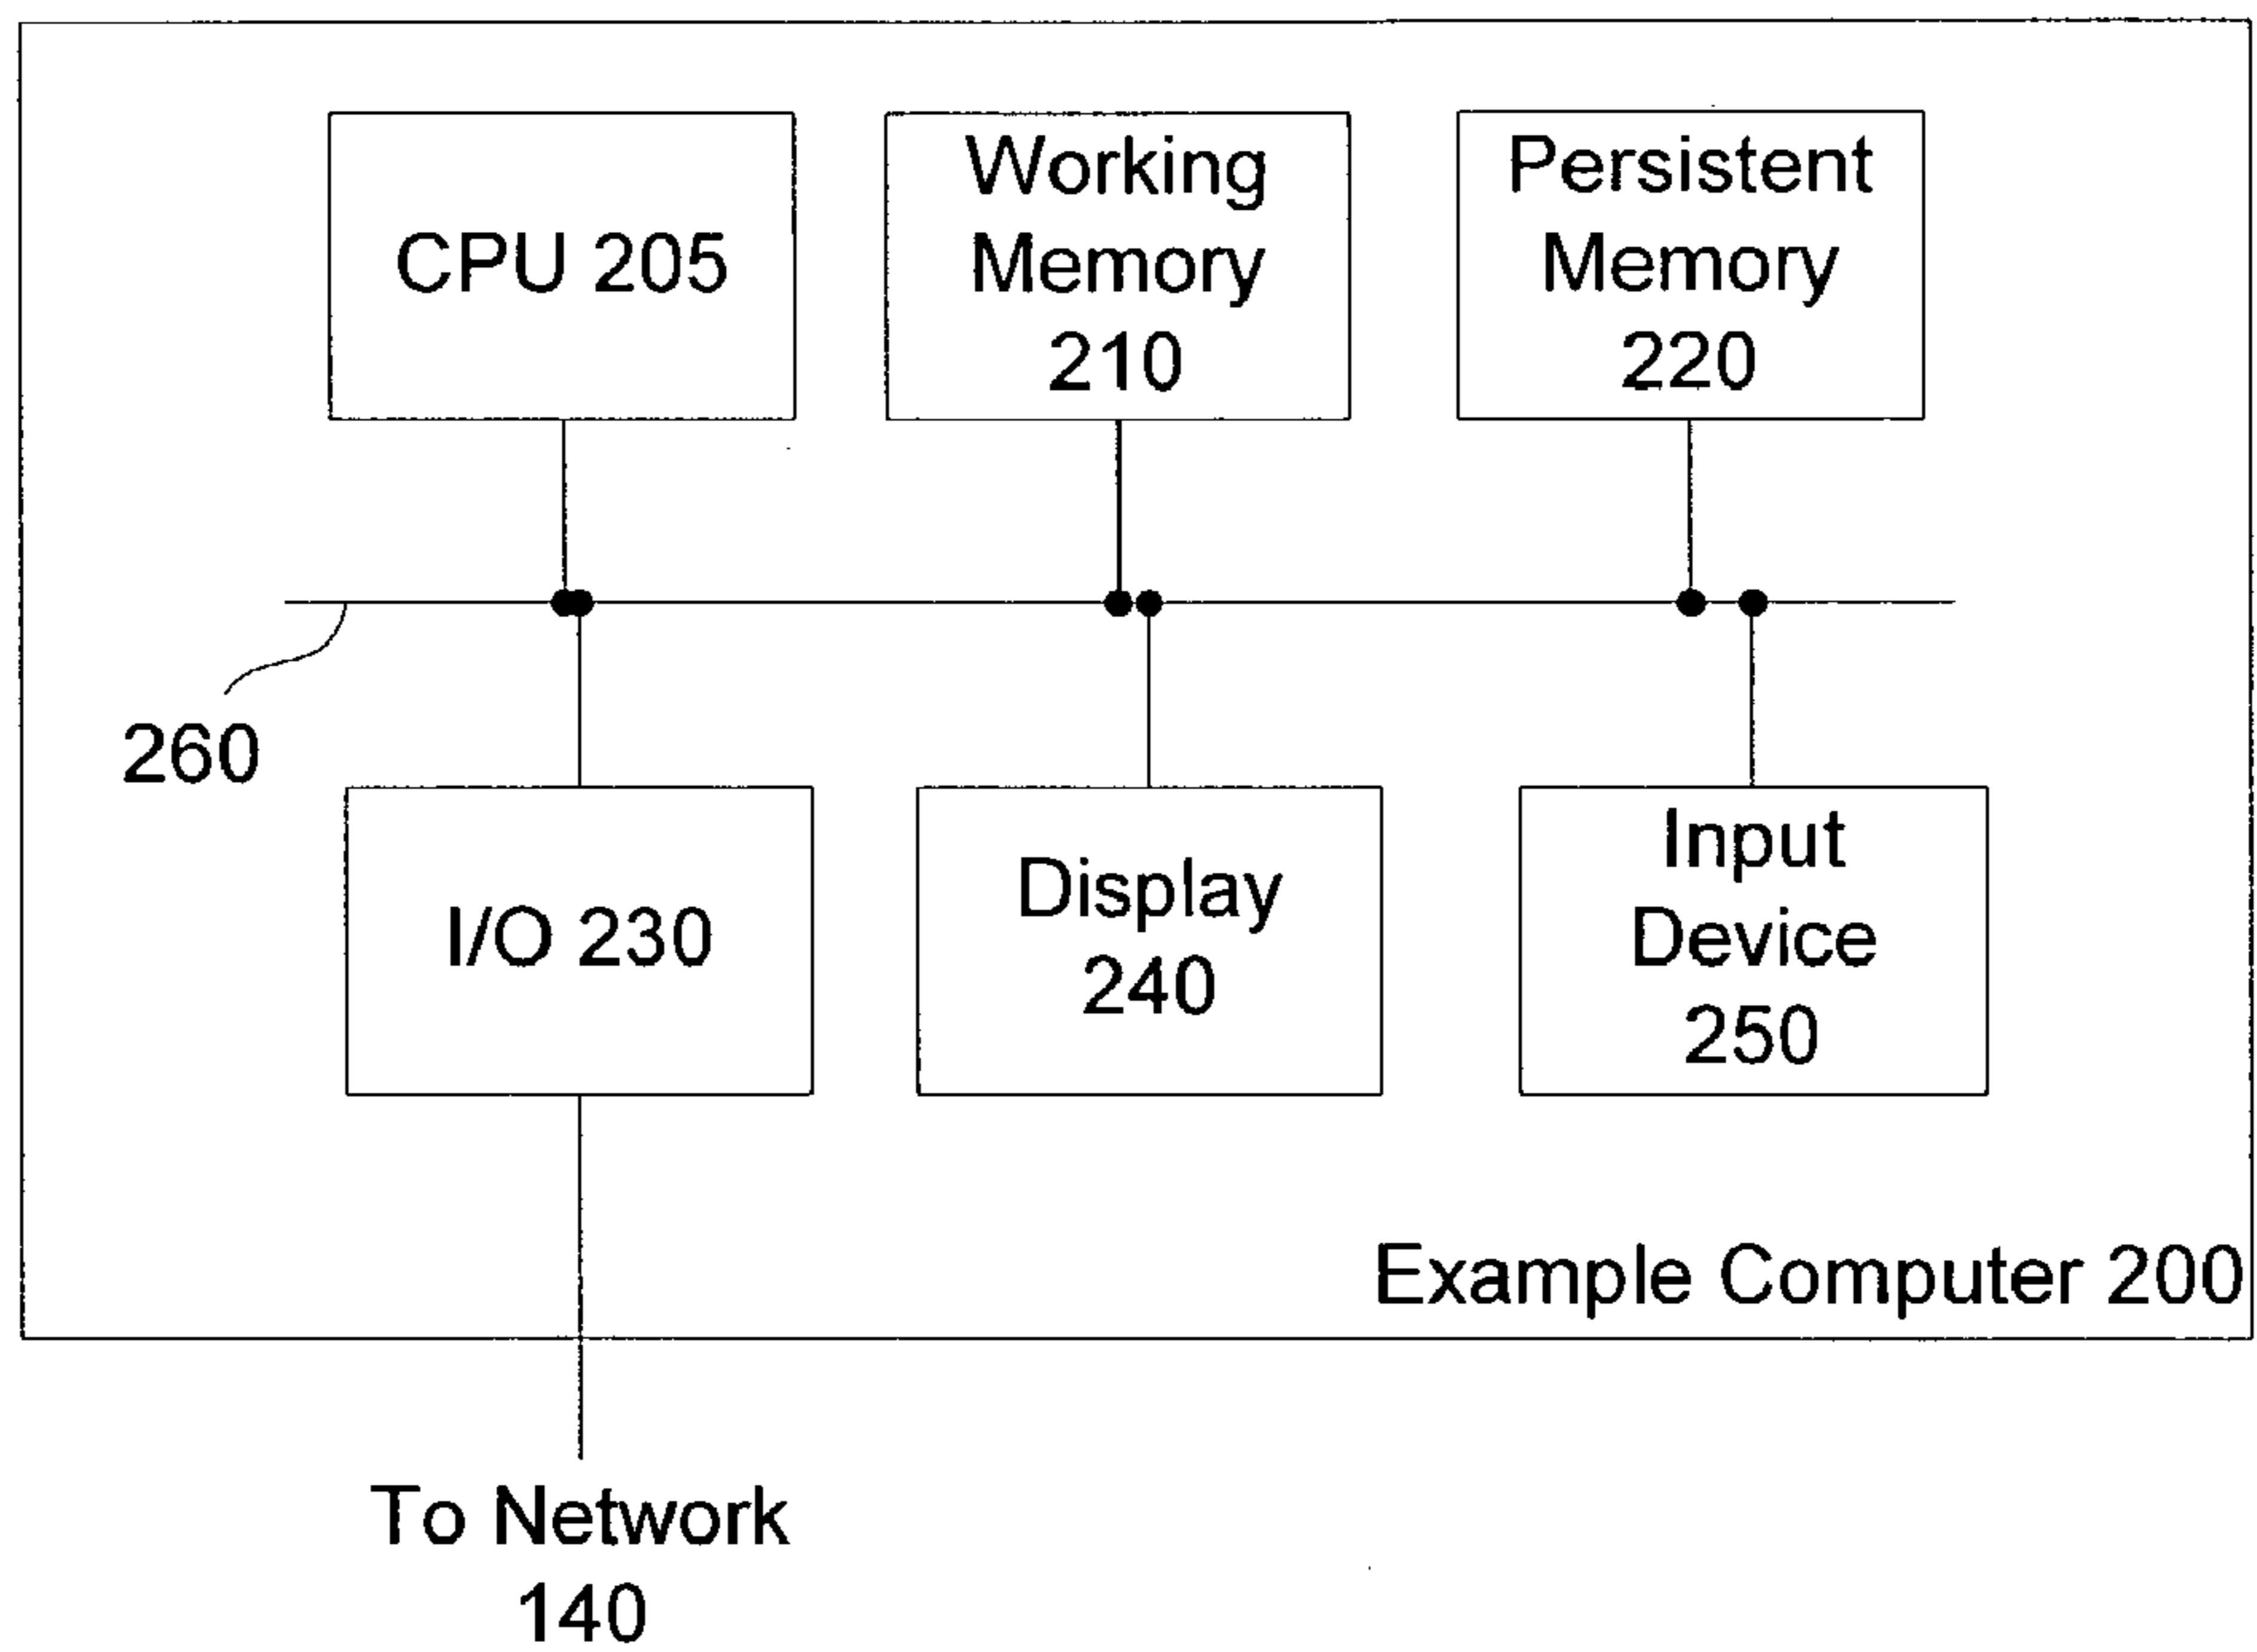 CPU 205
Working
Memory
210
Persistent
Memory
220
260
I/O 230
Display
240
Input
Device
250
Example Computer 200
To Network
140